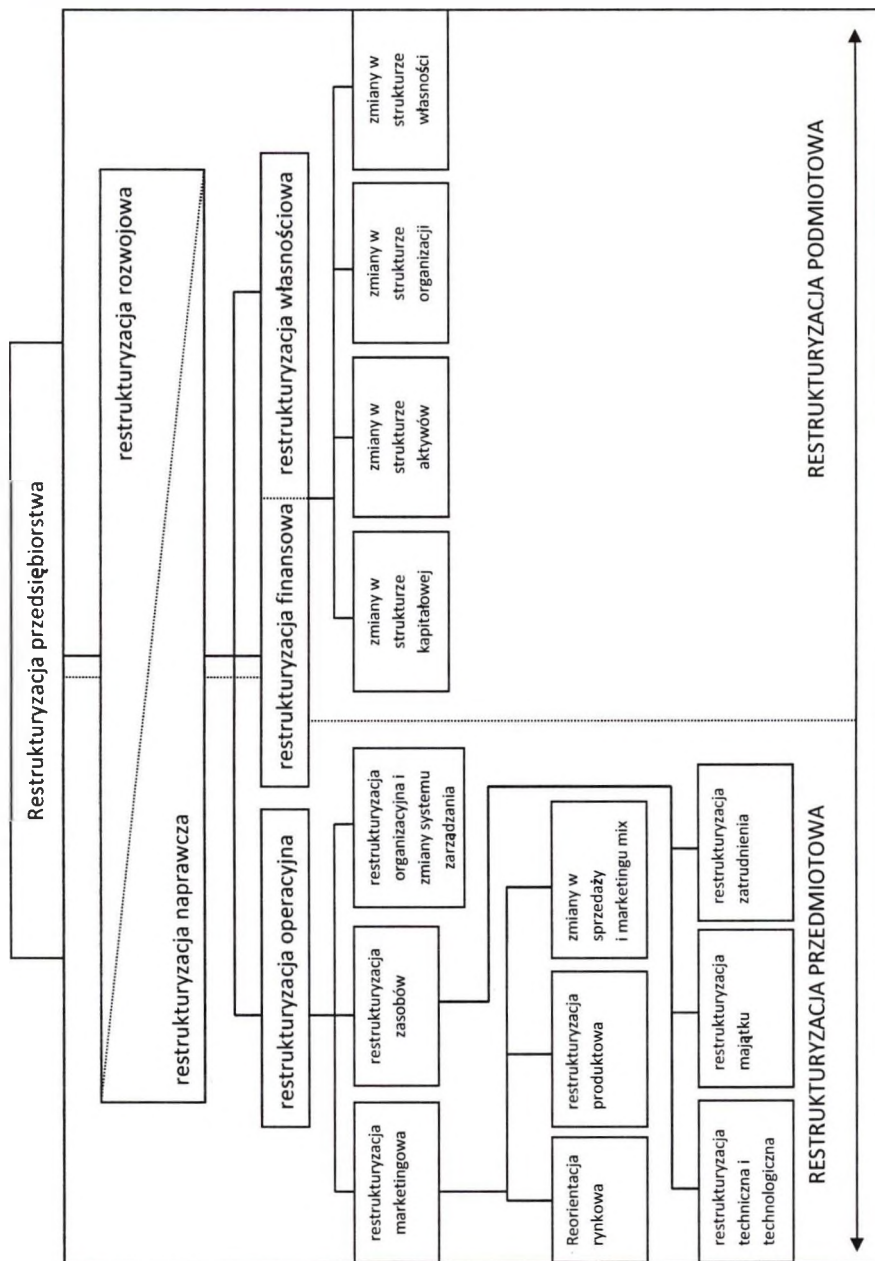 Restrukturyzacja przedsiębiorstwa
restrukturyzacja naprawcza
restrukturyzacja rozwojowa
restrukturyzacja operacyjna
restrukturyzacja finansowa
restrukturyzacja własnościowa
restrukturyzacja
marketingowa
restrukturyzacja
zasobów
restrukturyzacja
organizacyjna i
zmiany systemu
zarządzania
zmiany w
strukturze
kapitałowej
zmiany w
strukturze
aktywów
zmiany w
strukturze
organizacji
zmiany w
strukturze
własności
Reorientacja
rynkowa
restrukturyzacja
produktowa
zmiany w
sprzedaży
i marketingu mix
restrukturyzacja
techniczna i
technologiczna
restrukturyzacja
majątku
restrukturyzacja
zatrudnienia
RESTRUKTURYZACJA PRZEDMIOTOWA
RESTRUKTURYZACJA PODMIOTOWA